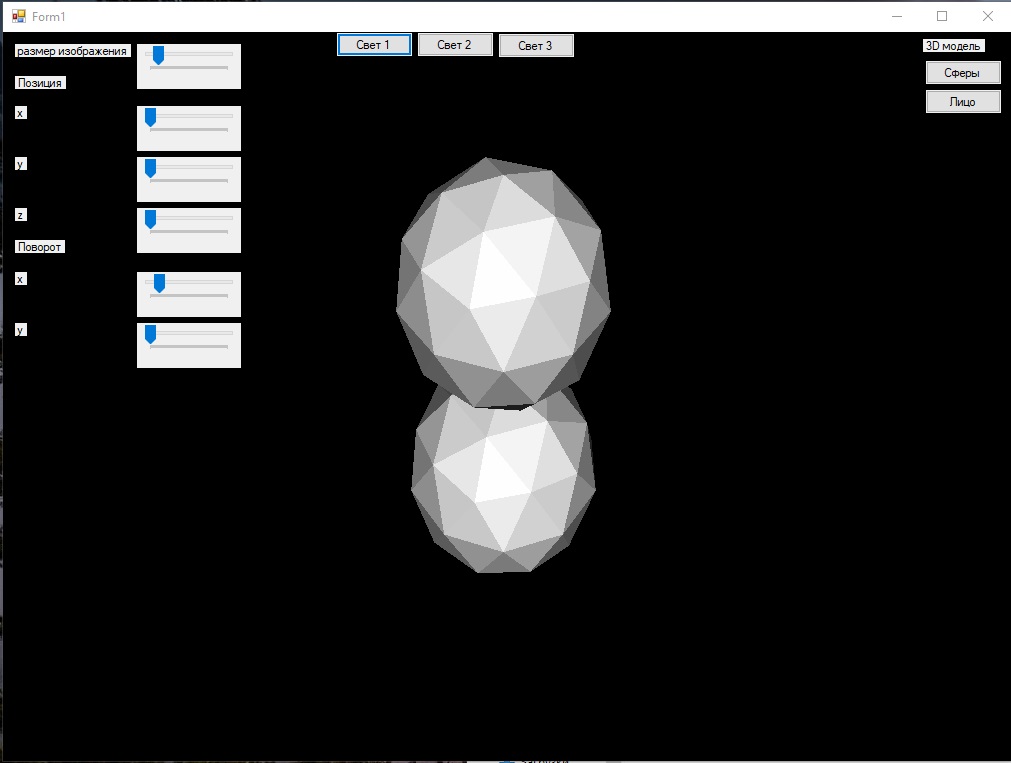 Form1
Свет 1
Свет 2
Свет 3
размер изображения
Позиция
x
y
z
Поворот
x
y
3D модель
Сферы
Лицо